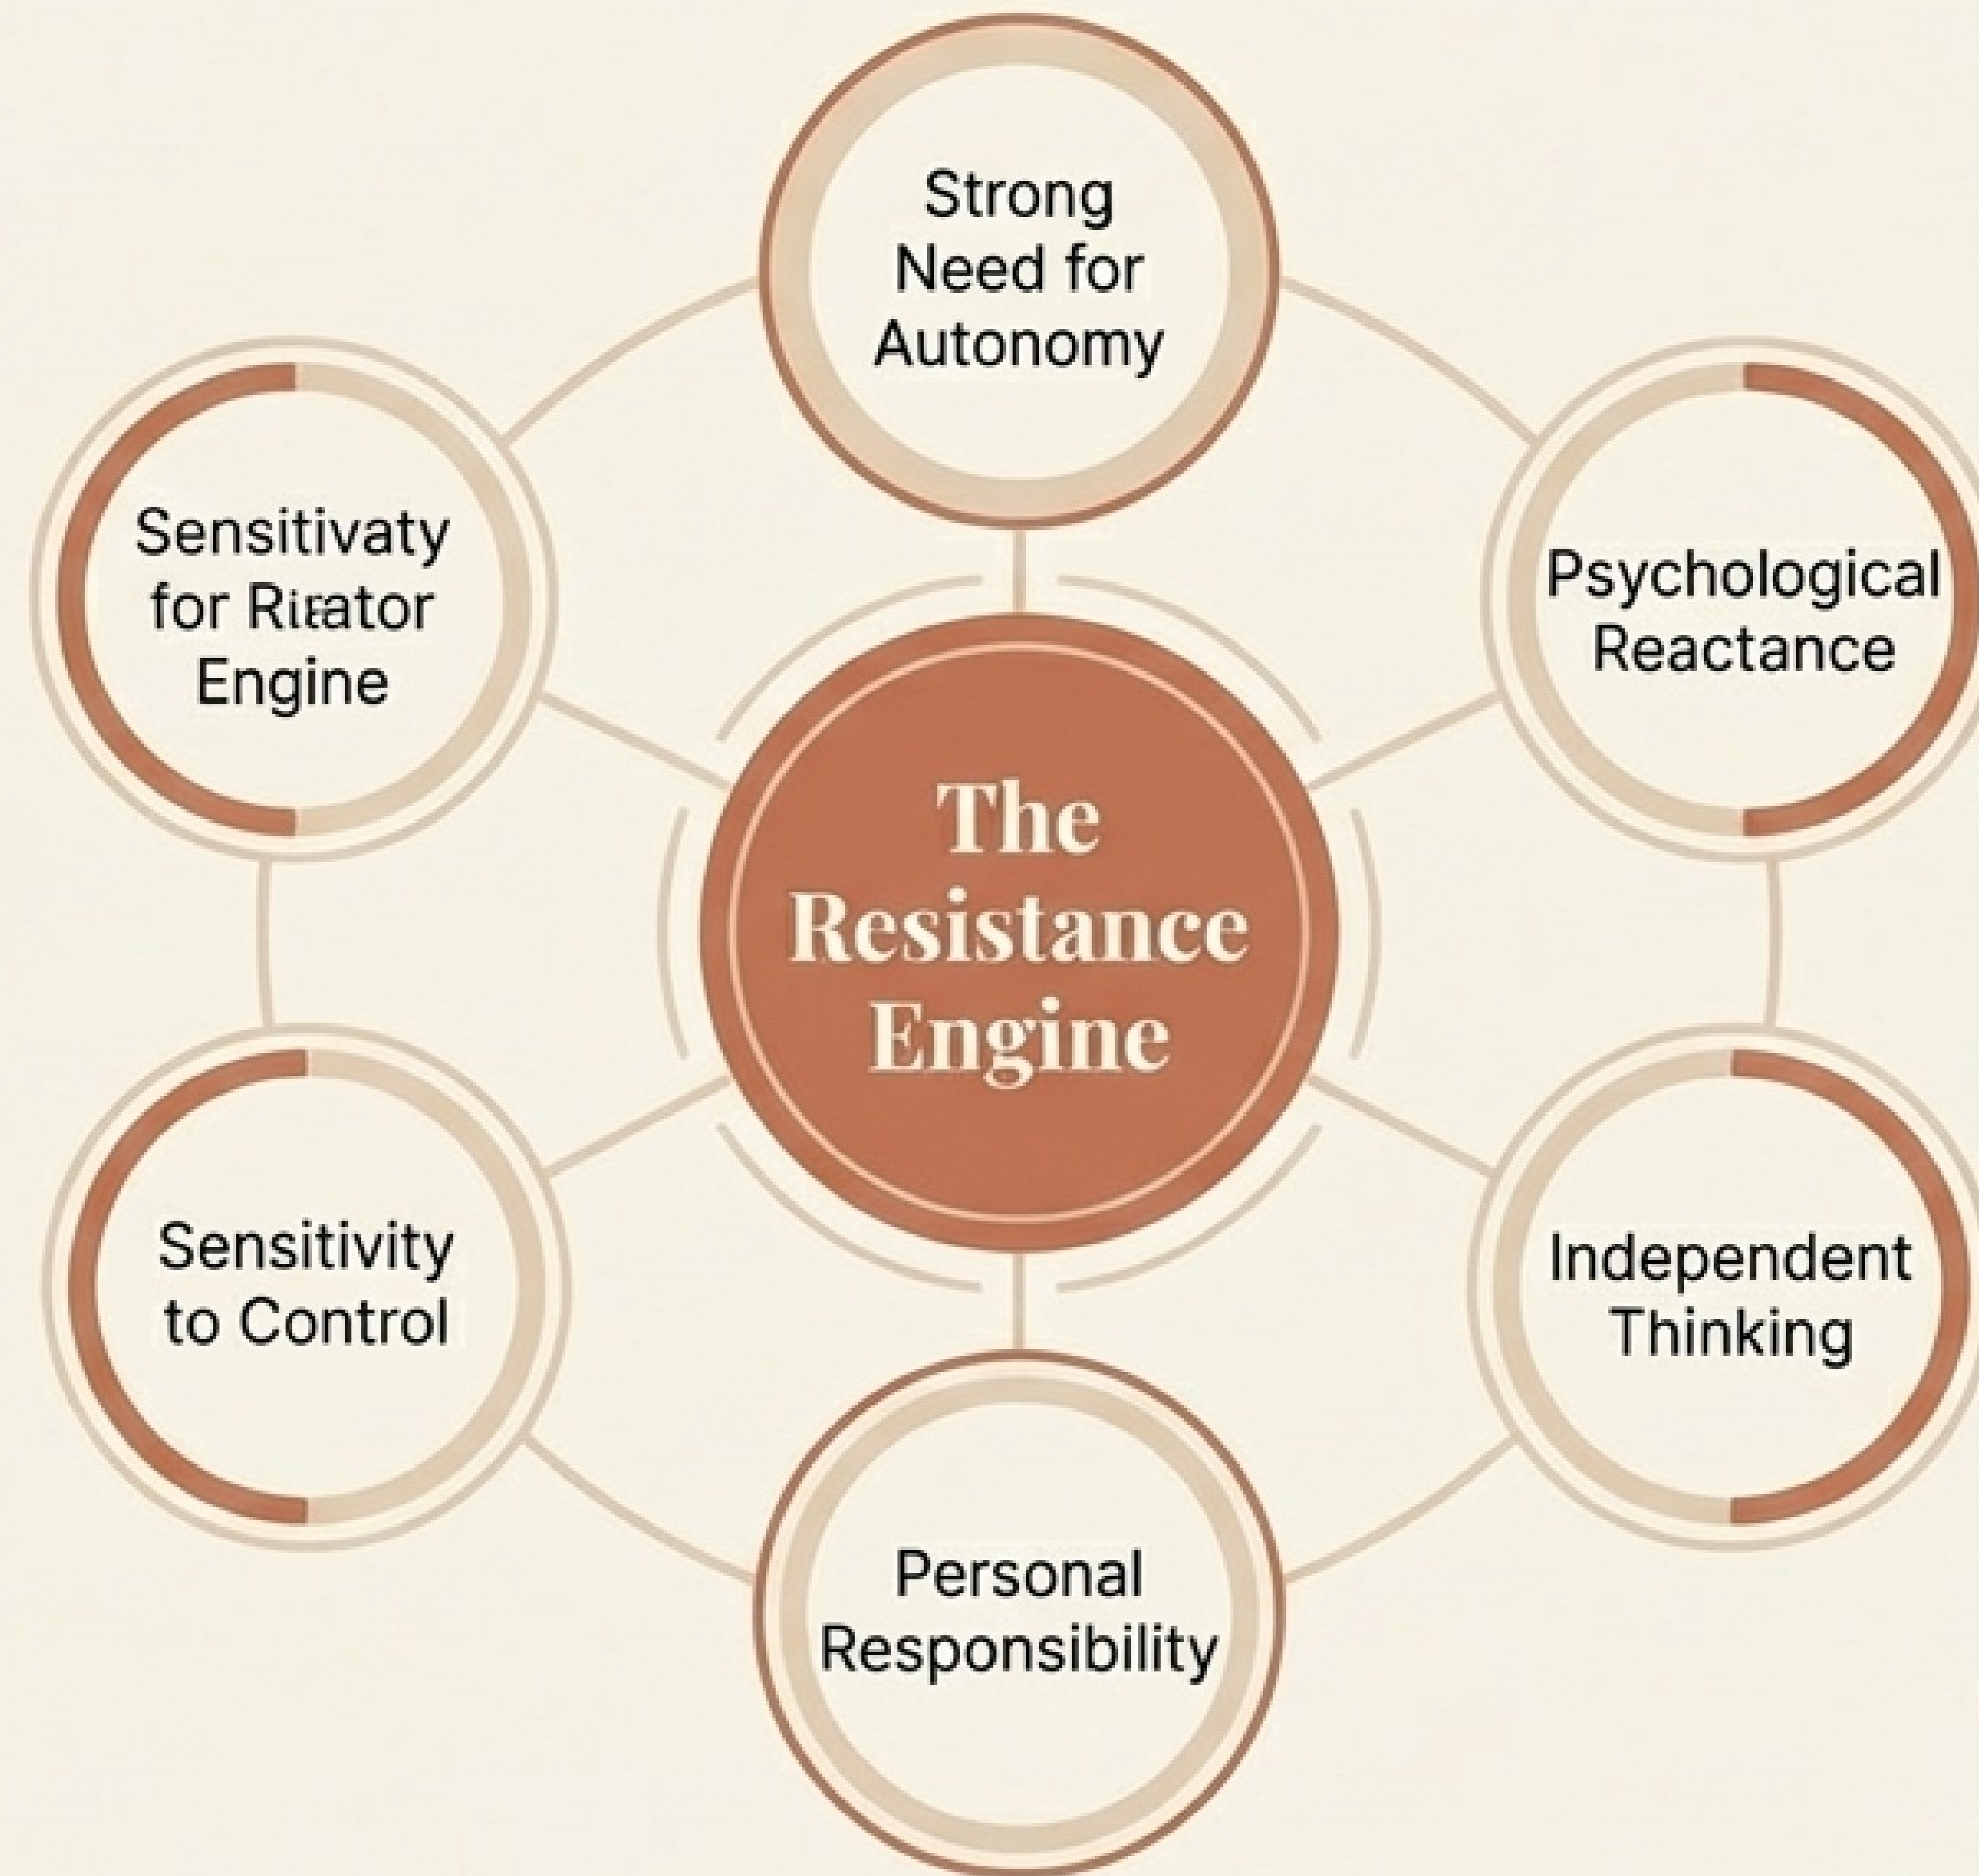 Strong
Need for
Autonomy
Sensitivaty
for
Engine
Psychological
Reactance
The
Resistance
Engine
Sensitivity
to Control
Independent
Thinking
Personal
Responsibility